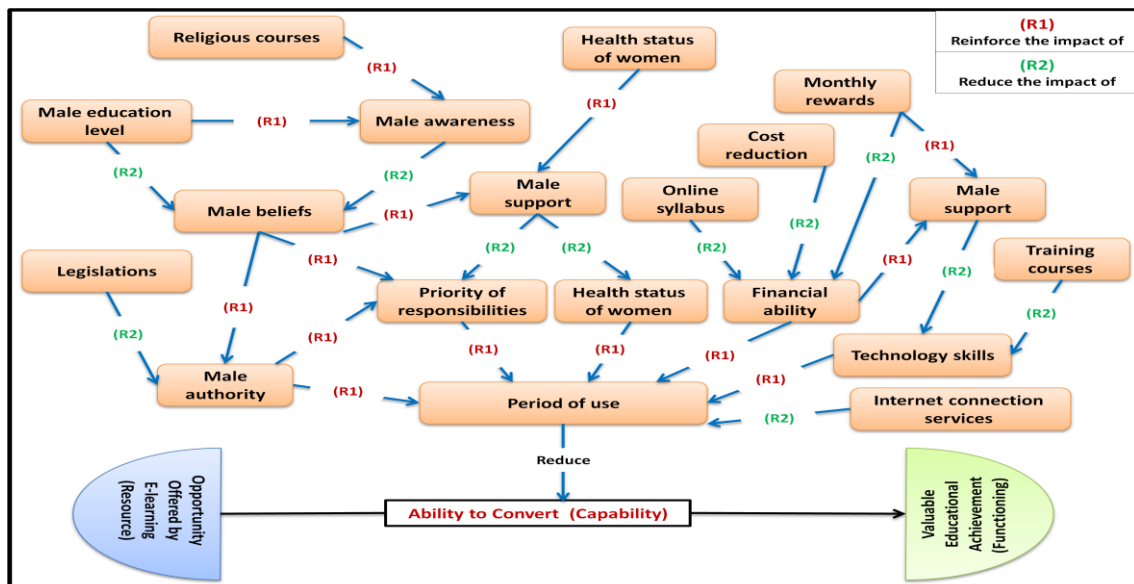 (R1)
Reinforce the impact of
(R2)
Reduce the impact of
Religious courses
Health status
of women
(R1)
Monthly
rewards
(R1)
Male education
level
(R1)
Male awareness
Cost
reduction
(R2)
(R1)
(R2)
(R2)
Male
support
Online
syllabus
Male
support
Male beliefs
(R1)
(R2)
Legislations
(R1)
(R2)
(R2)
(R2)
(R1)
(R2)
Training
courses
(R1)
Priority of
responsibilities
Health status
of women
Financial
ability
(R2)
(R2)
(R1)
(R1)
(R1)
(R1)
Technology skills
Male
authority
(R1)
(R1)
Period of use
(R2)
Internet connection
services
Reduce
Opportunity
Offered by
E-learning
(Resource)
Ability to Convert (Capability)
Valuable
Educational
Achievement
(Functioning)